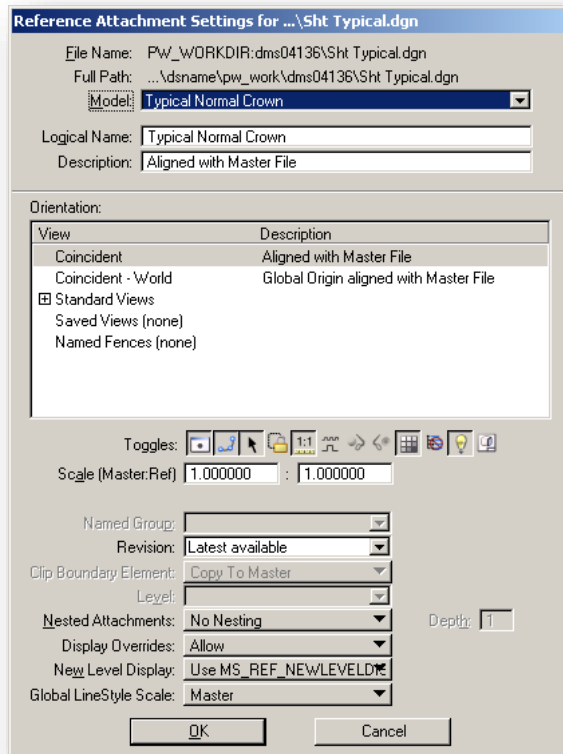 Reference Attachment Settings for ...\Sht Typical.dgn
File Name: PW_WORKDIR:dms04136\Sht Typical.dgn
Full Path: ...\dsname\pw_work\dms04136\Sht Typical.dgn
Model: Typical Normal Crown
Logical Name: Typical Normal Crown
Description: Aligned with Master File
Orientation:
View Description
Coincident Aligned with Master File
Coincident - World Global Origin aligned with Master File
Standard Views
Saved Views (none)
Named Fences (none)
Toggles: 1:1
Scale (Master:Ref) 1.000000 : 1.000000
Named Group:
Revision: Latest available
Clip Boundary Element: Copy To Master
Level:
Nested Attachments: No Nesting Depth: 1
Display Overrides: Allow
New Level Display: Use MS_REF_NEWLEVELDI
Global LineStyle Scale: Master
OK Cancel